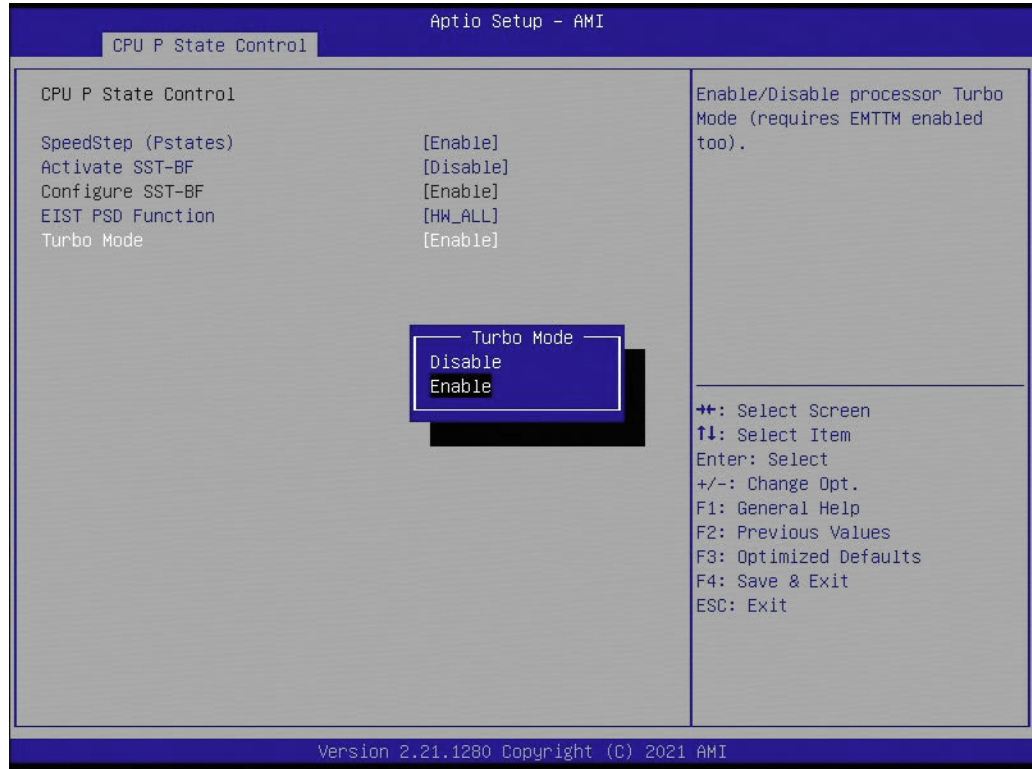 Aptio Setup – AMI
CPU P State Control
CPU P State Control
SpeedStep (Pstates) [Enable]
Activate SST-BF [Disable]
Configure SST-BF [Enable]
EIST PSD Function [HW_ALL]
Turbo Mode [Enable]
Turbo Mode
Disable
Enable
Enable/Disable processor Turbo
Mode (requires EMTTM enabled
too).
→←: Select Screen
↑↓: Select Item
Enter: Select
+/-: Change Opt.
F1: General Help
F2: Previous Values
F3: Optimized Defaults
F4: Save & Exit
ESC: Exit
Version 2.21.1280 Copyright (C) 2021 AMI